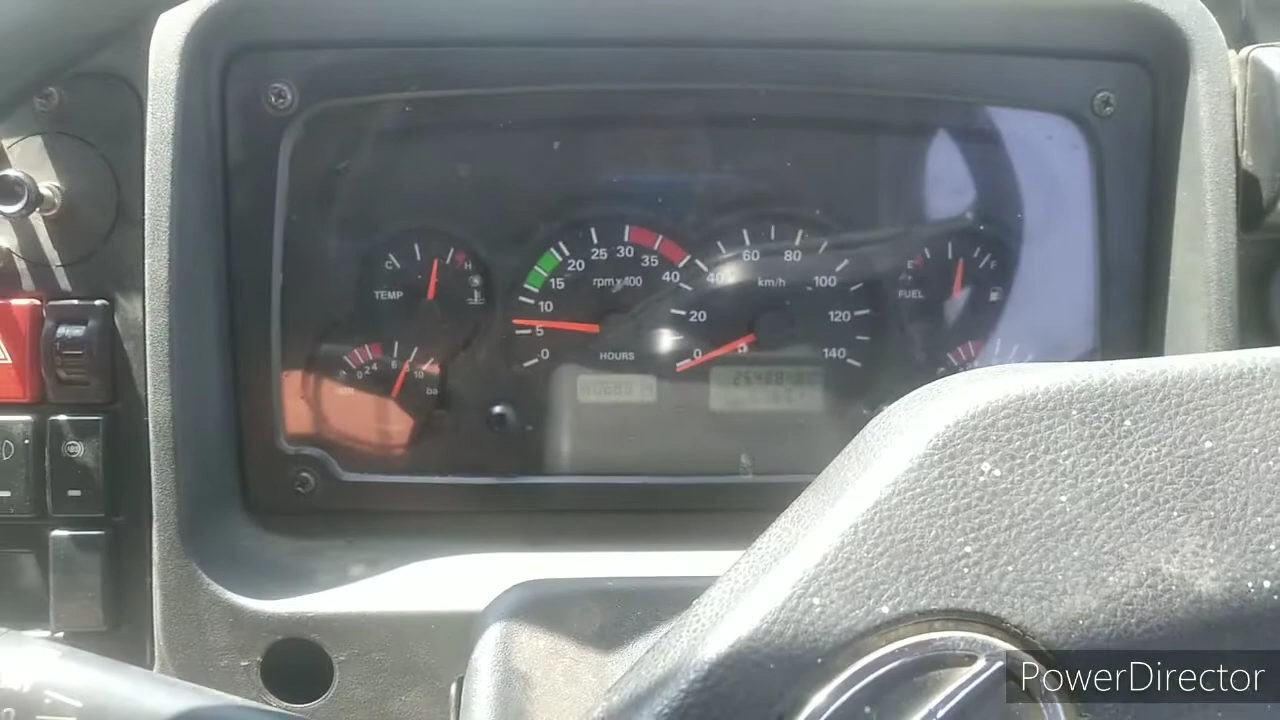 C H
TEMP
0 2 4 6 8 10
bar
0 5 10 15 20 25 30 35 40
rpm x100
HOURS
0 20 40 60 80 100 120 140
km/h
E F
FUEL
PowerDirector